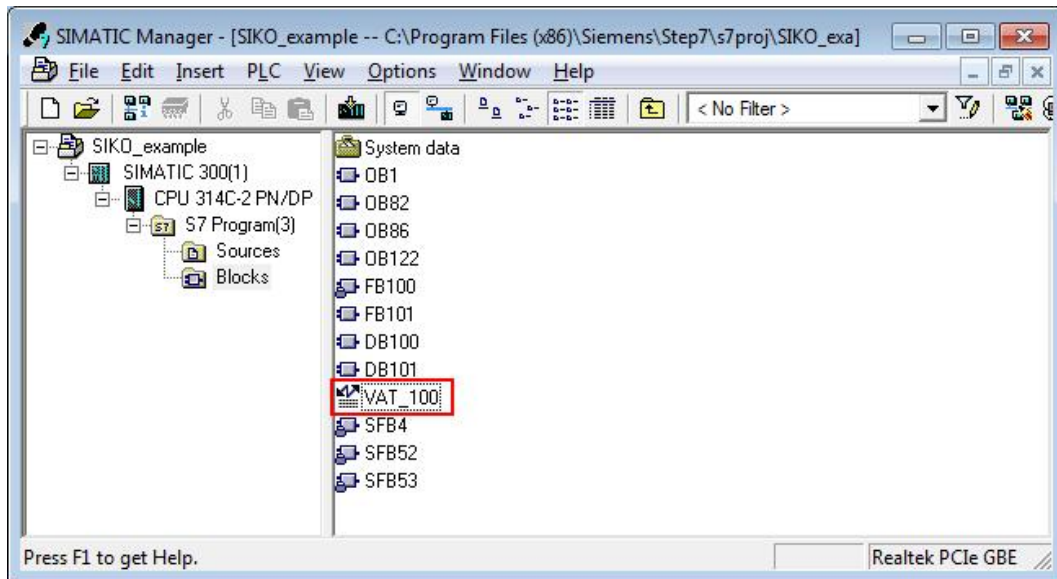 SIMATIC Manager - [SIKO_example -- C:\Program Files (x86)\Siemens\Step7\s7proj\SIKO_exa]
File Edit Insert PLC View Options Window Help
< No Filter >
SIKO_example
SIMATIC 300(1)
CPU 314C-2 PN/DP
S7 Program(3)
Sources
Blocks
System data
OB1
OB82
OB86
OB122
FB100
FB101
DB100
DB101
VAT_100
SFB4
SFB52
SFB53
Press F1 to get Help.
Realtek PCIe GBE